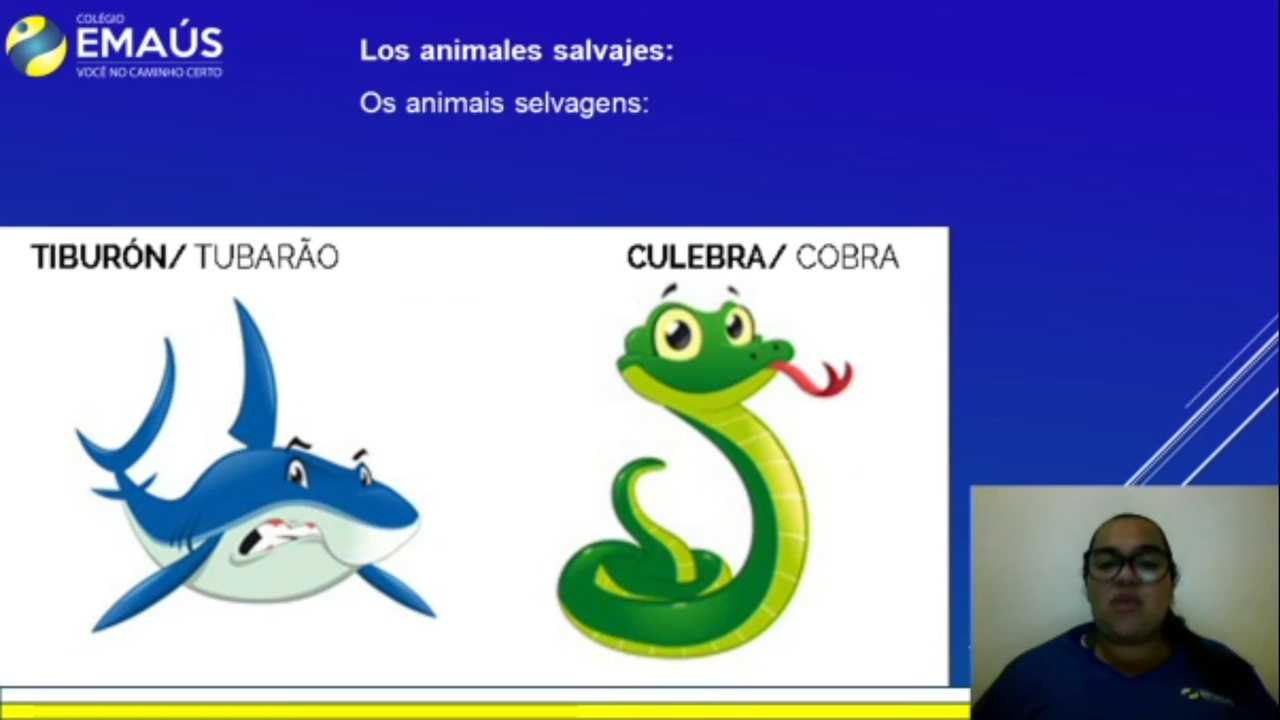 COLÉGIO
EMAÚS
VOCÊ NO CAMINHO CERTO
Los animales salvajes:
Os animais selvagens:
TIBURÓN/ TUBARÃO
CULEBRA/ COBRA